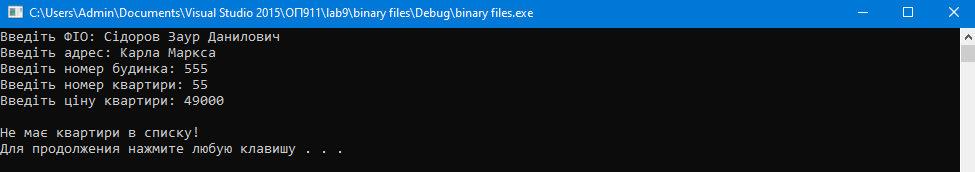 C:\Users\Admin\Documents\Visual Studio 2015\ОП911\lab9\binary files\Debug\binary files.exe
Введіть ФІО: Сідоров Заур Данилович
Введіть адрес: Карла Маркса
Введіть номер будинка: 555
Введіть номер квартири: 55
Введіть ціну квартири: 49000
Не має квартири в списку!
Для продолжения нажмите любую клавишу . . .